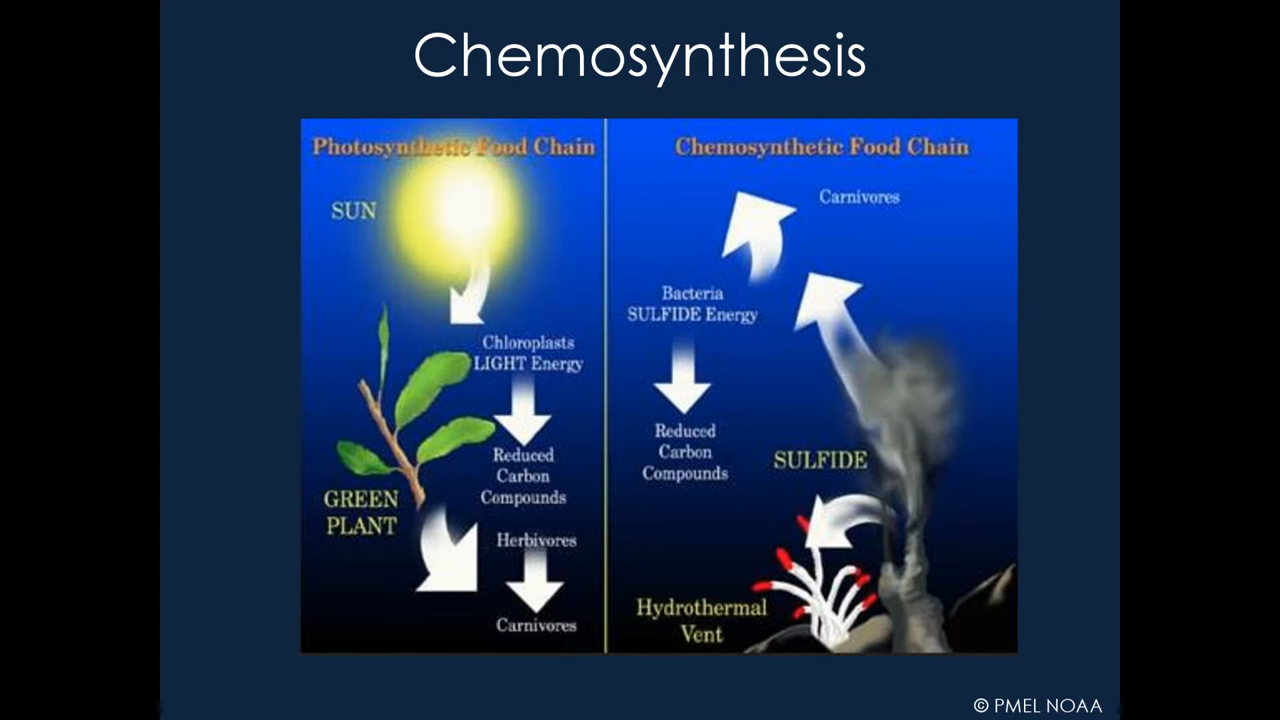 Chemosynthesis
Photosynthetic Food Chain
SUN
Chloroplasts
LIGHT Energy
Reduced
Carbon
Compounds
GREEN
PLANT
Herbivores
Carnivores
Chemosynthetic Food Chain
Carnivores
Bacteria
SULFIDE Energy
Reduced
Carbon
Compounds
SULFIDE
Hydrothermal
Vent
© PMEL NOAA